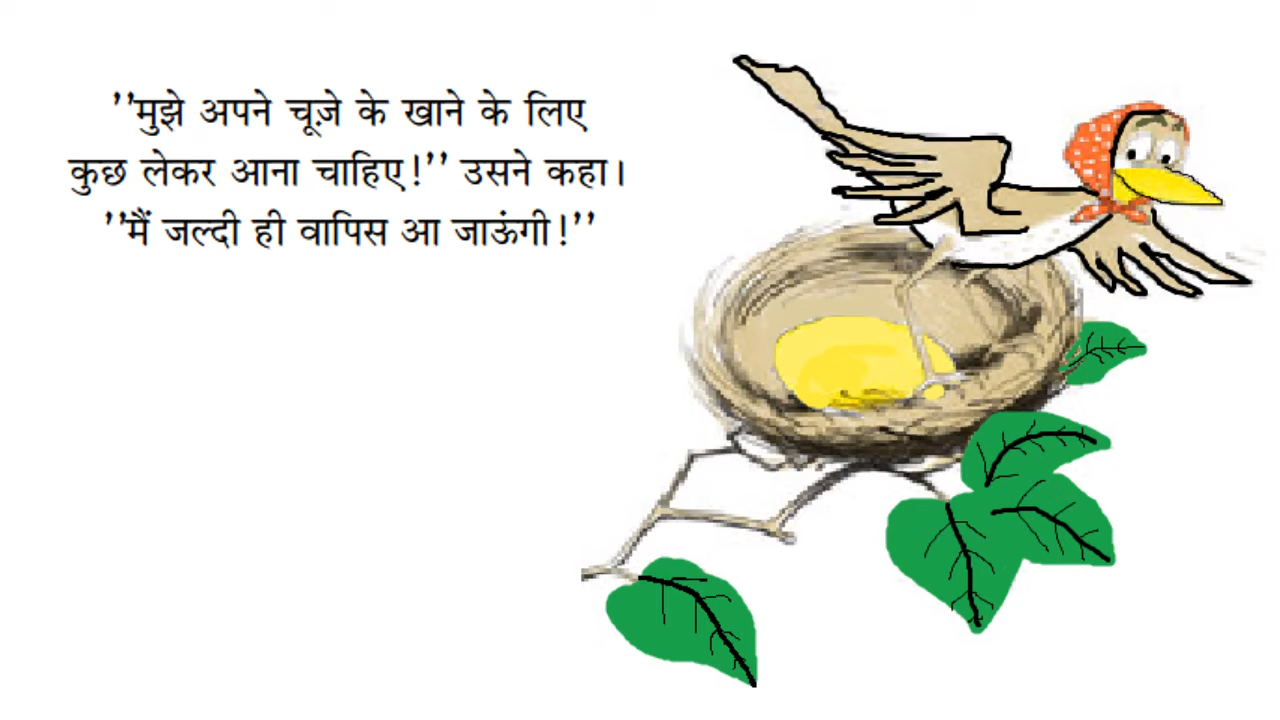 ’’मुझे अपने चूज़े के खाने के लिए
कुछ लेकर आना चाहिए!’’ उसने कहा।
’’मैं जल्दी ही वापिस आ जाऊंगी!’’